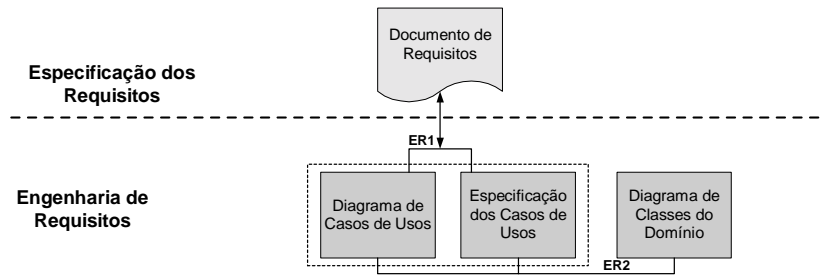 Documento de
Requisitos
Especificação dos
Requisitos
ER1
Engenharia de
Requisitos
Diagrama de
Casos de Usos
Especificação
dos Casos de
Usos
Diagrama de
Classes do
Domínio
ER2